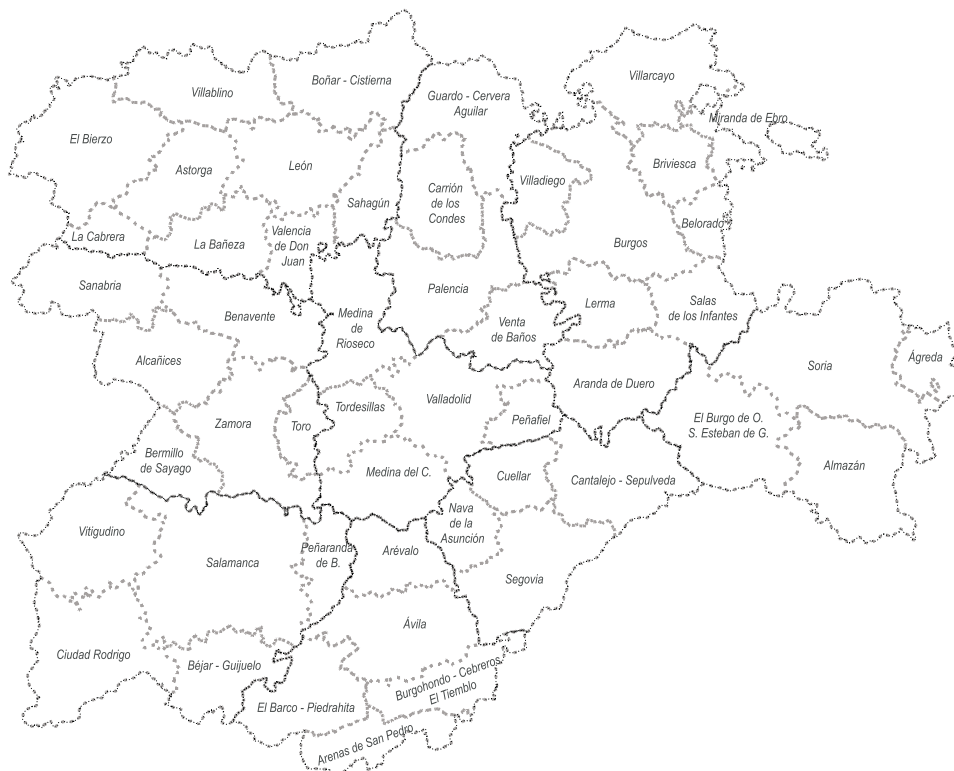 Villarcayo
Boñar - Cistierna
Villablino
Guardo - Cervera
Aguilar
Miranda de Ebro
El Bierzo
Astorga
León
Briviesca
Villadiego
Carrión
de los
Condes
Sahagún
Belorado
La Cabrera
La Bañeza
Valencia
de Don
Juan
Burgos
Sanabria
Palencia
Benavente
Medina
de
Rioseco
Venta
de Baños
Lerma
Salas
de los Infantes
Alcañices
Soria
Ágreda
Aranda de Duero
Valladolid
Tordesillas
Zamora
Toro
Peñafiel
El Burgo de O.
S. Esteban de G.
Bermillo
de Sayago
Medina del C.
Cuellar
Cantalejo - Sepulveda
Almazán
Vitigudino
Nava
de la
Asunción
Salamanca
Peñaranda
de B.
Arévalo
Segovia
Ávila
Ciudad Rodrigo
Béjar - Guijuelo
Burgohondo - Cebreros
El Tiemblo
El Barco - Piedrahita
Arenas de San Pedro